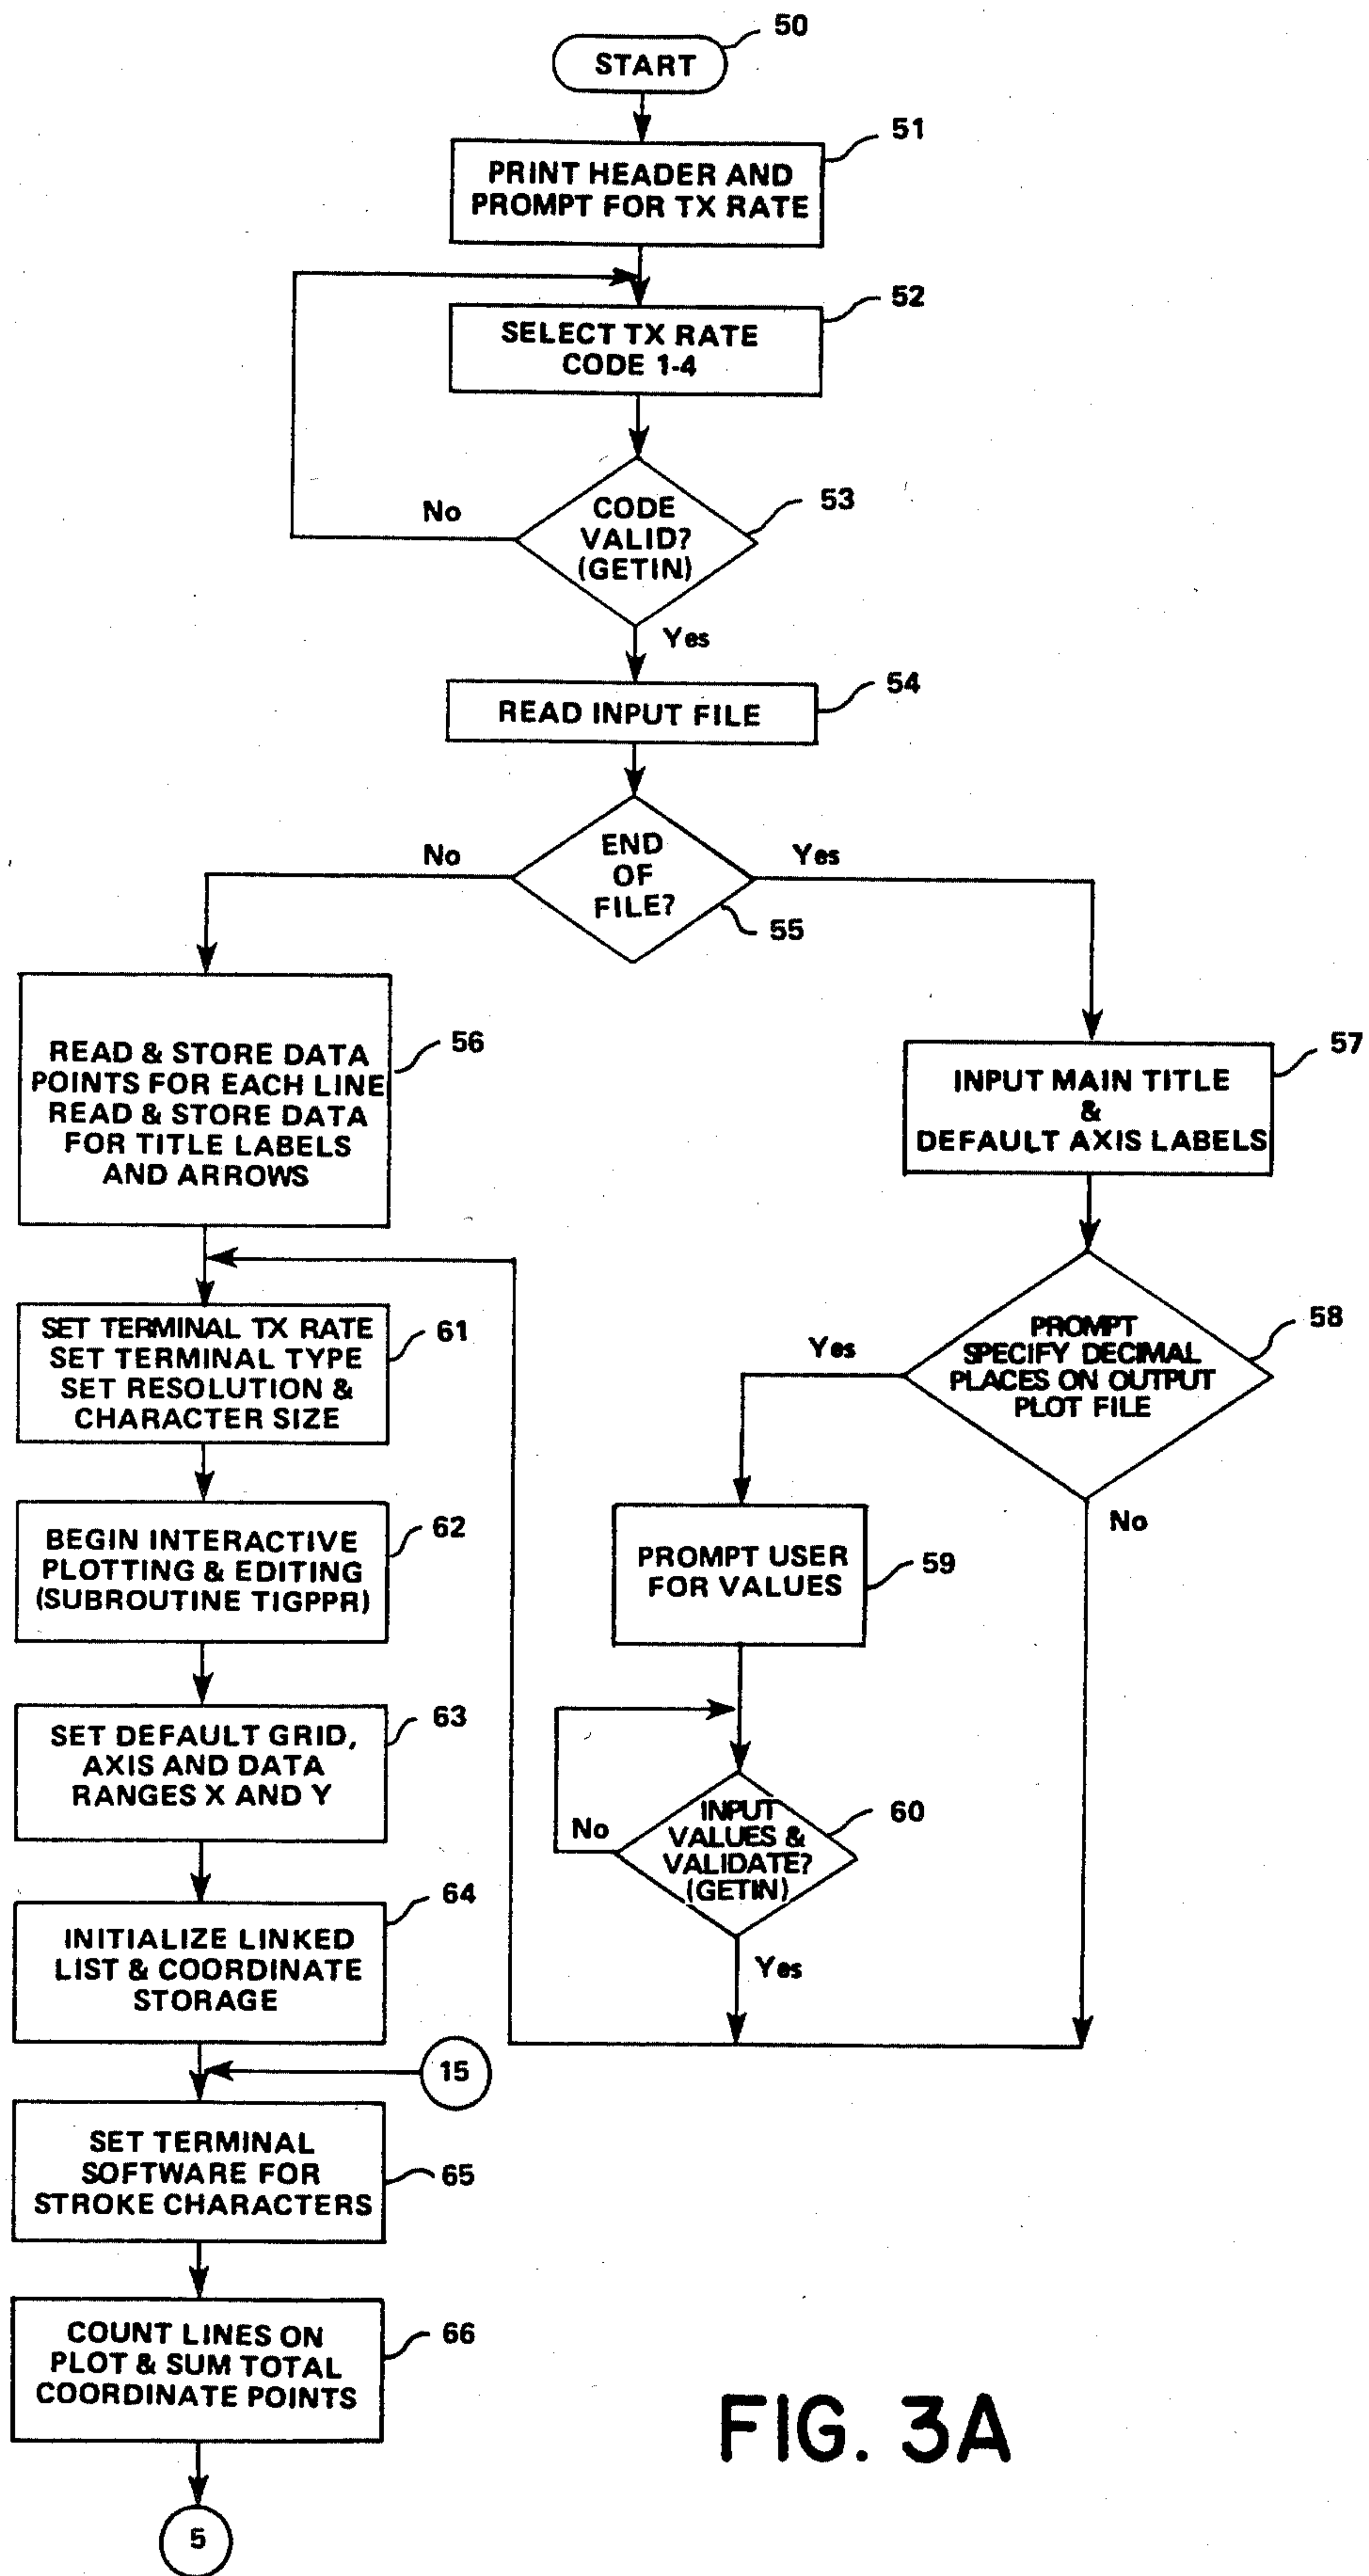 50
START
51
PRINT HEADER AND
PROMPT FOR TX RATE
52
SELECT TX RATE
CODE 1-4
53
CODE
VALID?
(GETIN)
No
Yes
54
READ INPUT FILE
END
OF
FILE?
55
No
Yes
56
READ & STORE DATA
POINTS FOR EACH LINE
READ & STORE DATA
FOR TITLE LABELS
AND ARROWS
57
INPUT MAIN TITLE
&
DEFAULT AXIS LABELS
58
PROMPT
SPECIFY DECIMAL
PLACES ON OUTPUT
PLOT FILE
Yes
No
59
PROMPT USER
FOR VALUES
60
INPUT
VALUES &
VALIDATE?
(GETIN)
No
Yes
61
SET TERMINAL TX RATE
SET TERMINAL TYPE
SET RESOLUTION &
CHARACTER SIZE
62
BEGIN INTERACTIVE
PLOTTING & EDITING
(SUBROUTINE TIGPPR)
63
SET DEFAULT GRID,
AXIS AND DATA
RANGES X AND Y
64
INITIALIZE LINKED
LIST & COORDINATE
STORAGE
15
SET TERMINAL
SOFTWARE FOR
STROKE CHARACTERS
65
COUNT LINES ON
PLOT & SUM TOTAL
COORDINATE POINTS
66
5
FIG. 3A